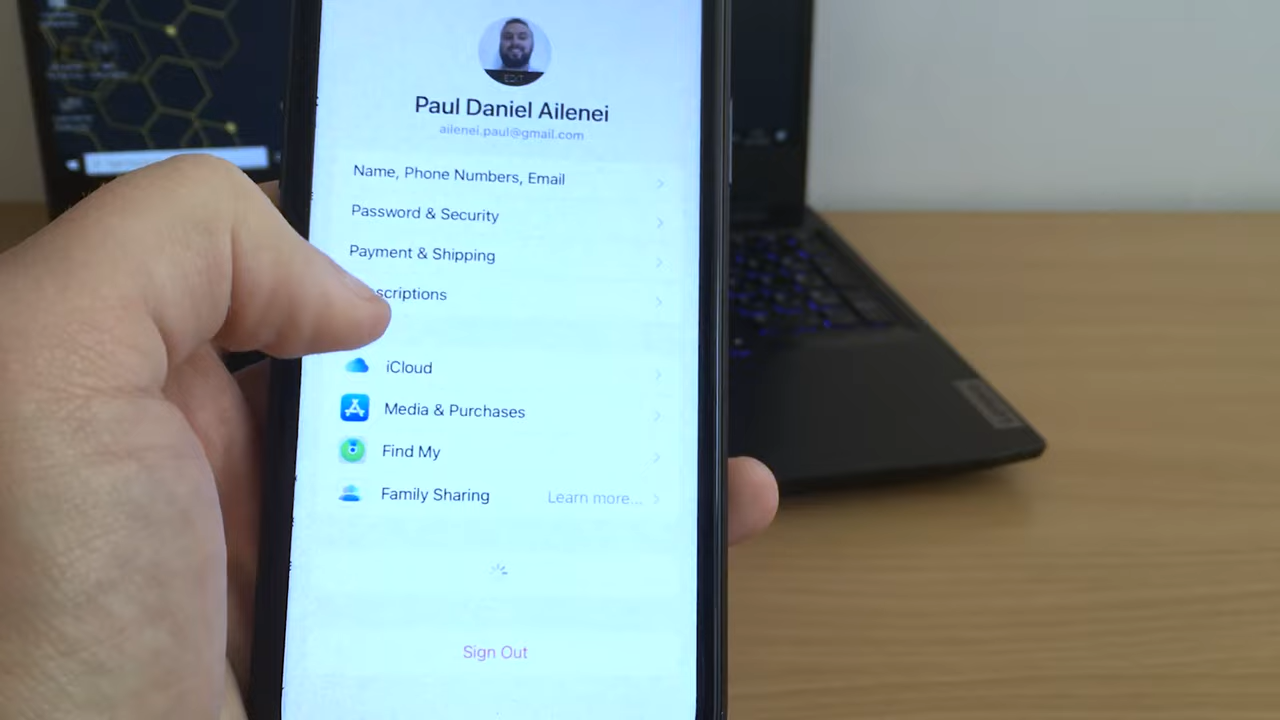 EDIT
Paul Daniel Ailenei
ailenei.paul@gmail.com
Name, Phone Numbers, Email
Password & Security
Payment & Shipping
scriptions
iCloud
Media & Purchases
Find My
Family Sharing Learn more...
Sign Out